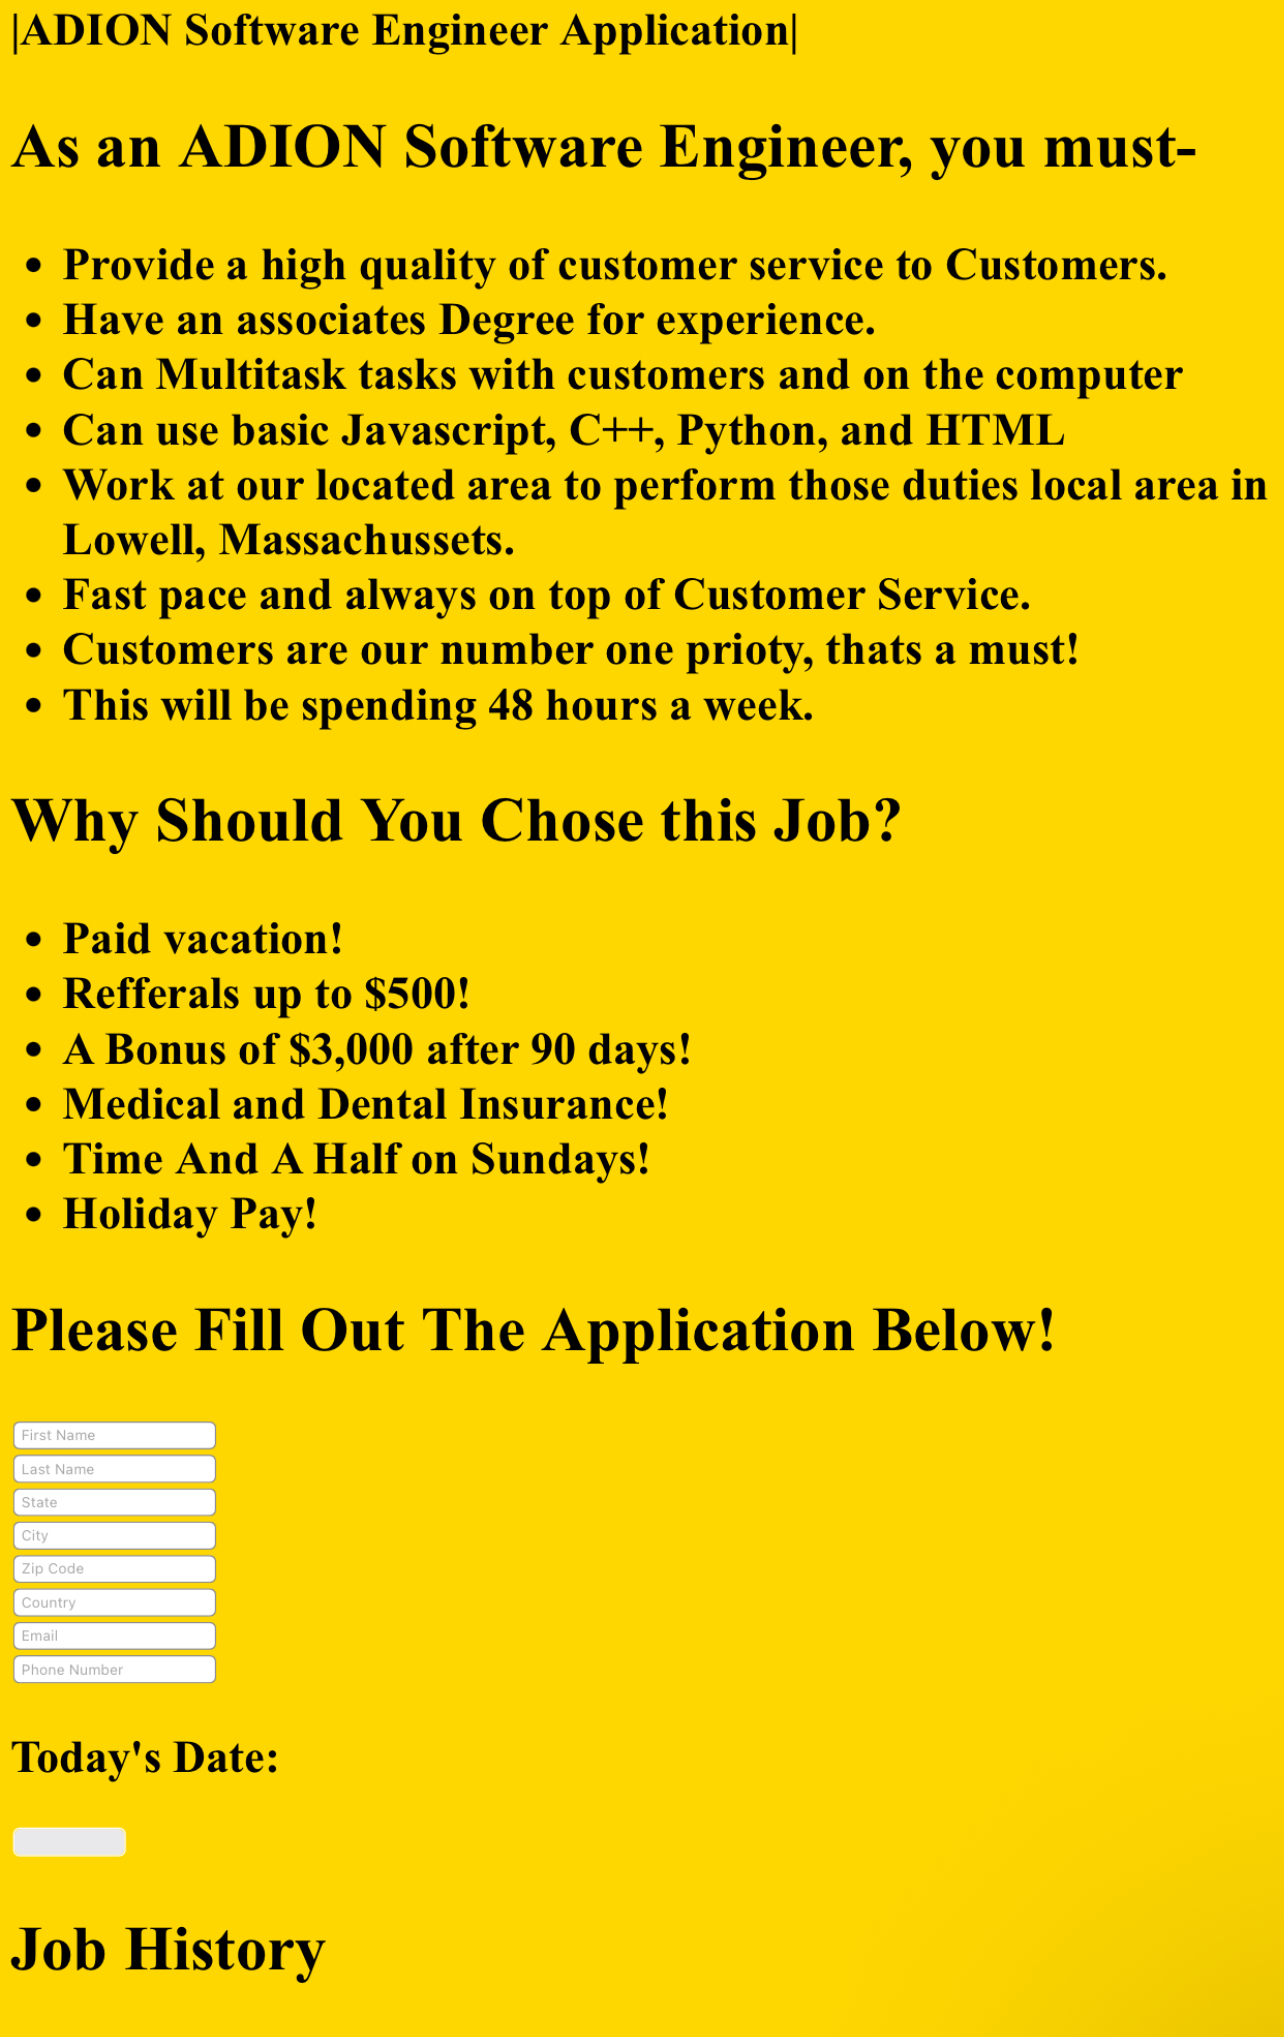 |ADION Software Engineer Application|
As an ADION Software Engineer, you must-
• Provide a high quality of customer service to Customers.
• Have an associates Degree for experience.
• Can Multitask tasks with customers and on the computer
• Can use basic Javascript, C++, Python, and HTML
• Work at our located area to perform those duties local area in
Lowell, Massachussets.
• Fast pace and always on top of Customer Service.
• Customers are our number one prioty, thats a must!
• This will be spending 48 hours a week.
Why Should You Chose this Job?
• Paid vacation!
• Refferals up to $500!
• A Bonus of $3,000 after 90 days!
• Medical and Dental Insurance!
• Time And A Half on Sundays!
• Holiday Pay!
Please Fill Out The Application Below!
First Name
Last Name
State
City
Zip Code
Country
Email
Phone Number
Today's Date:
Job History